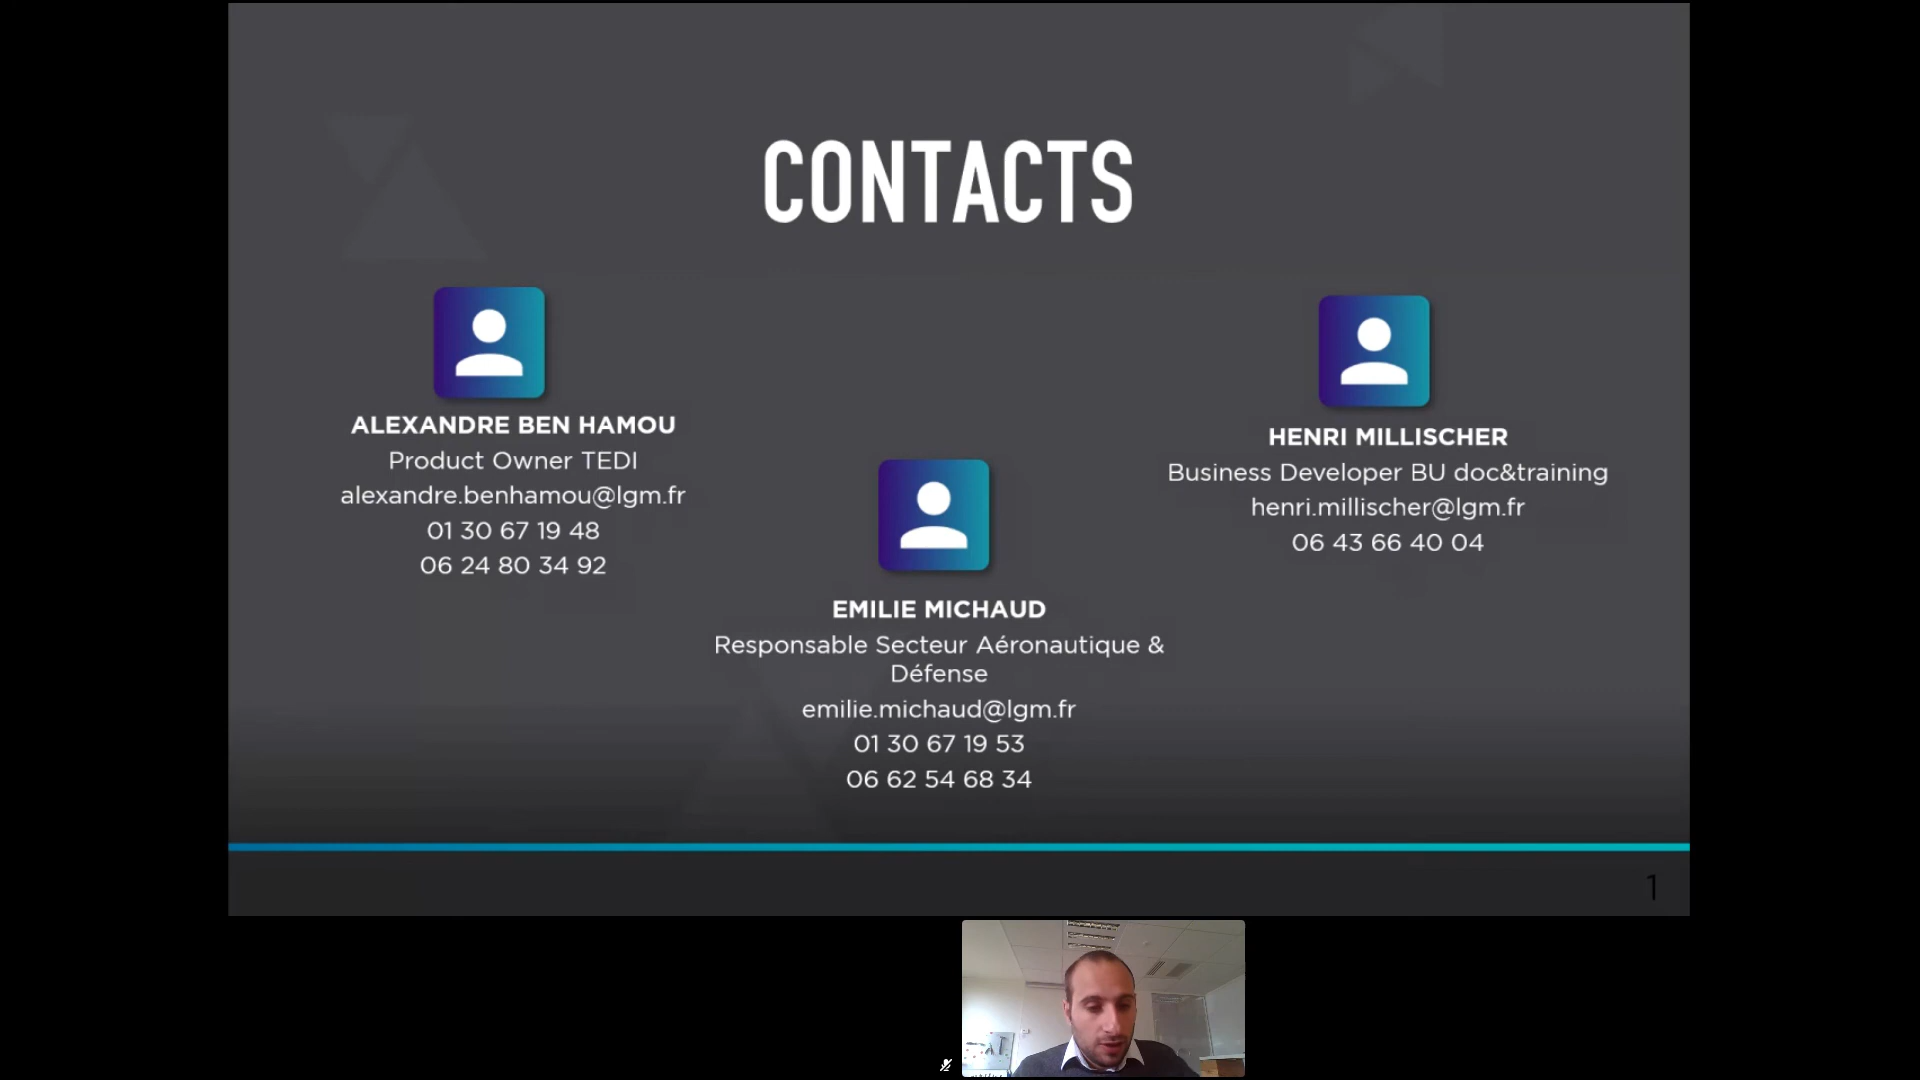 CONTACTS
ALEXANDRE BEN HAMOU
Product Owner TEDI
alexandre.benhamou@lgm.fr
01 30 67 19 48
06 24 80 34 92
EMILIE MICHAUD
Responsable Secteur Aéronautique &
Défense
emilie.michaud@lgm.fr
01 30 67 19 53
06 62 54 68 34
HENRI MILLISCHER
Business Developer BU doc&training
henri.millischer@lgm.fr
06 43 66 40 04
1